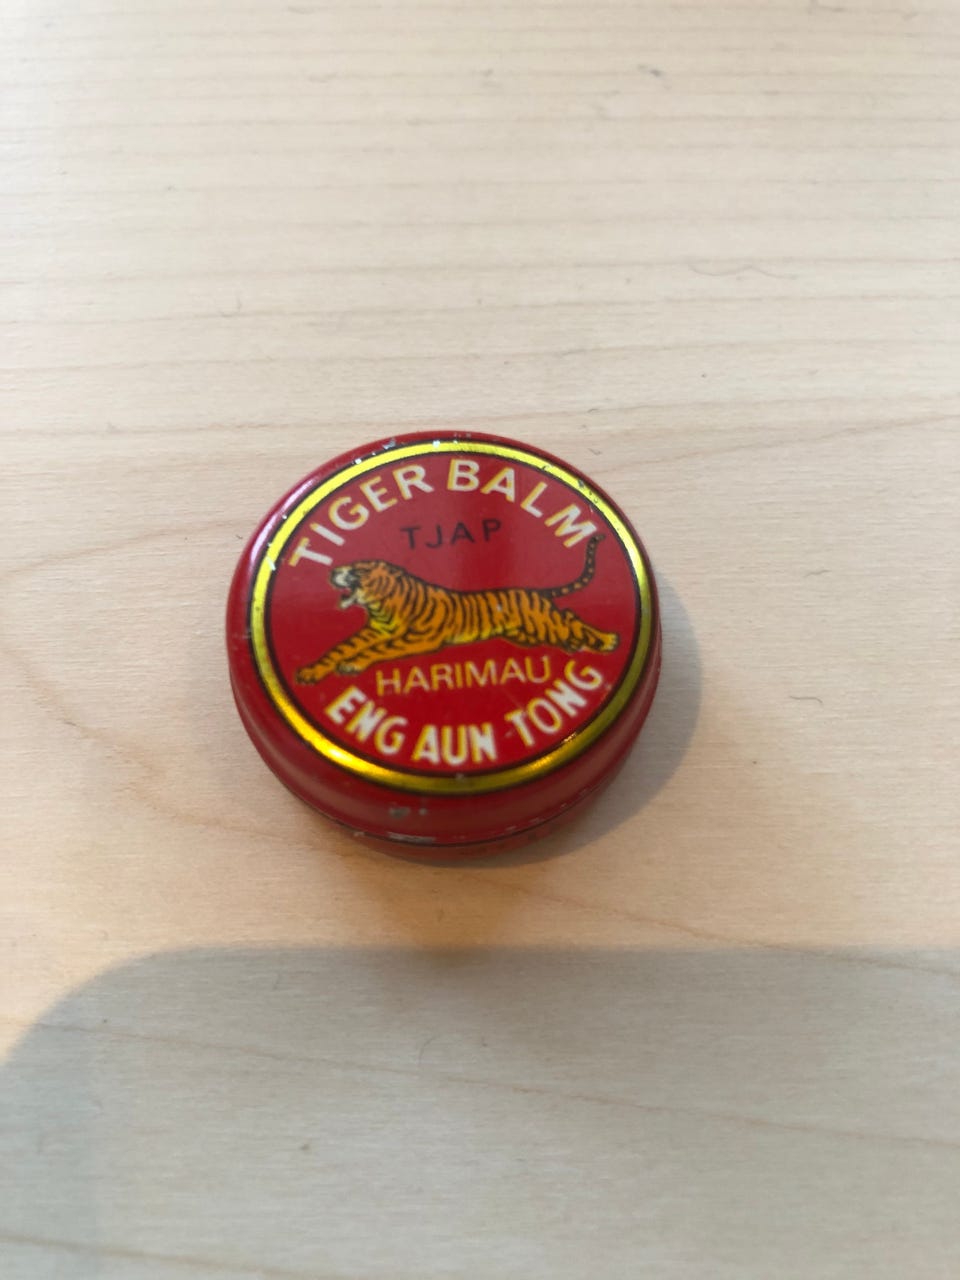 TIGER BALM
TJAP
HARIMAU
ENG AUN TONG